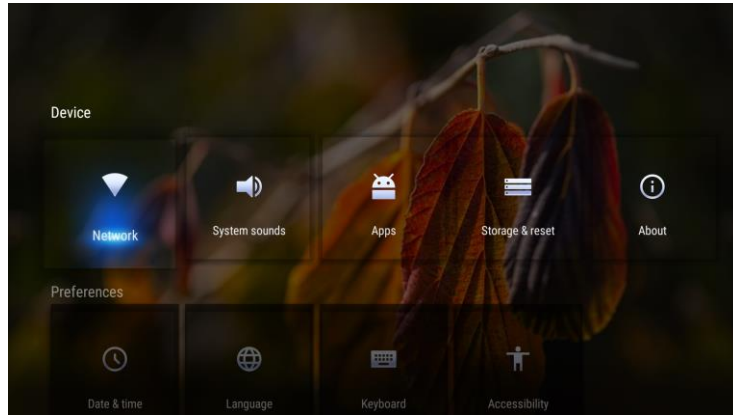 Device
Network
System sounds
Apps
Storage & reset
About
Preferences
Date & time
Language
Keyboard
Accessibility